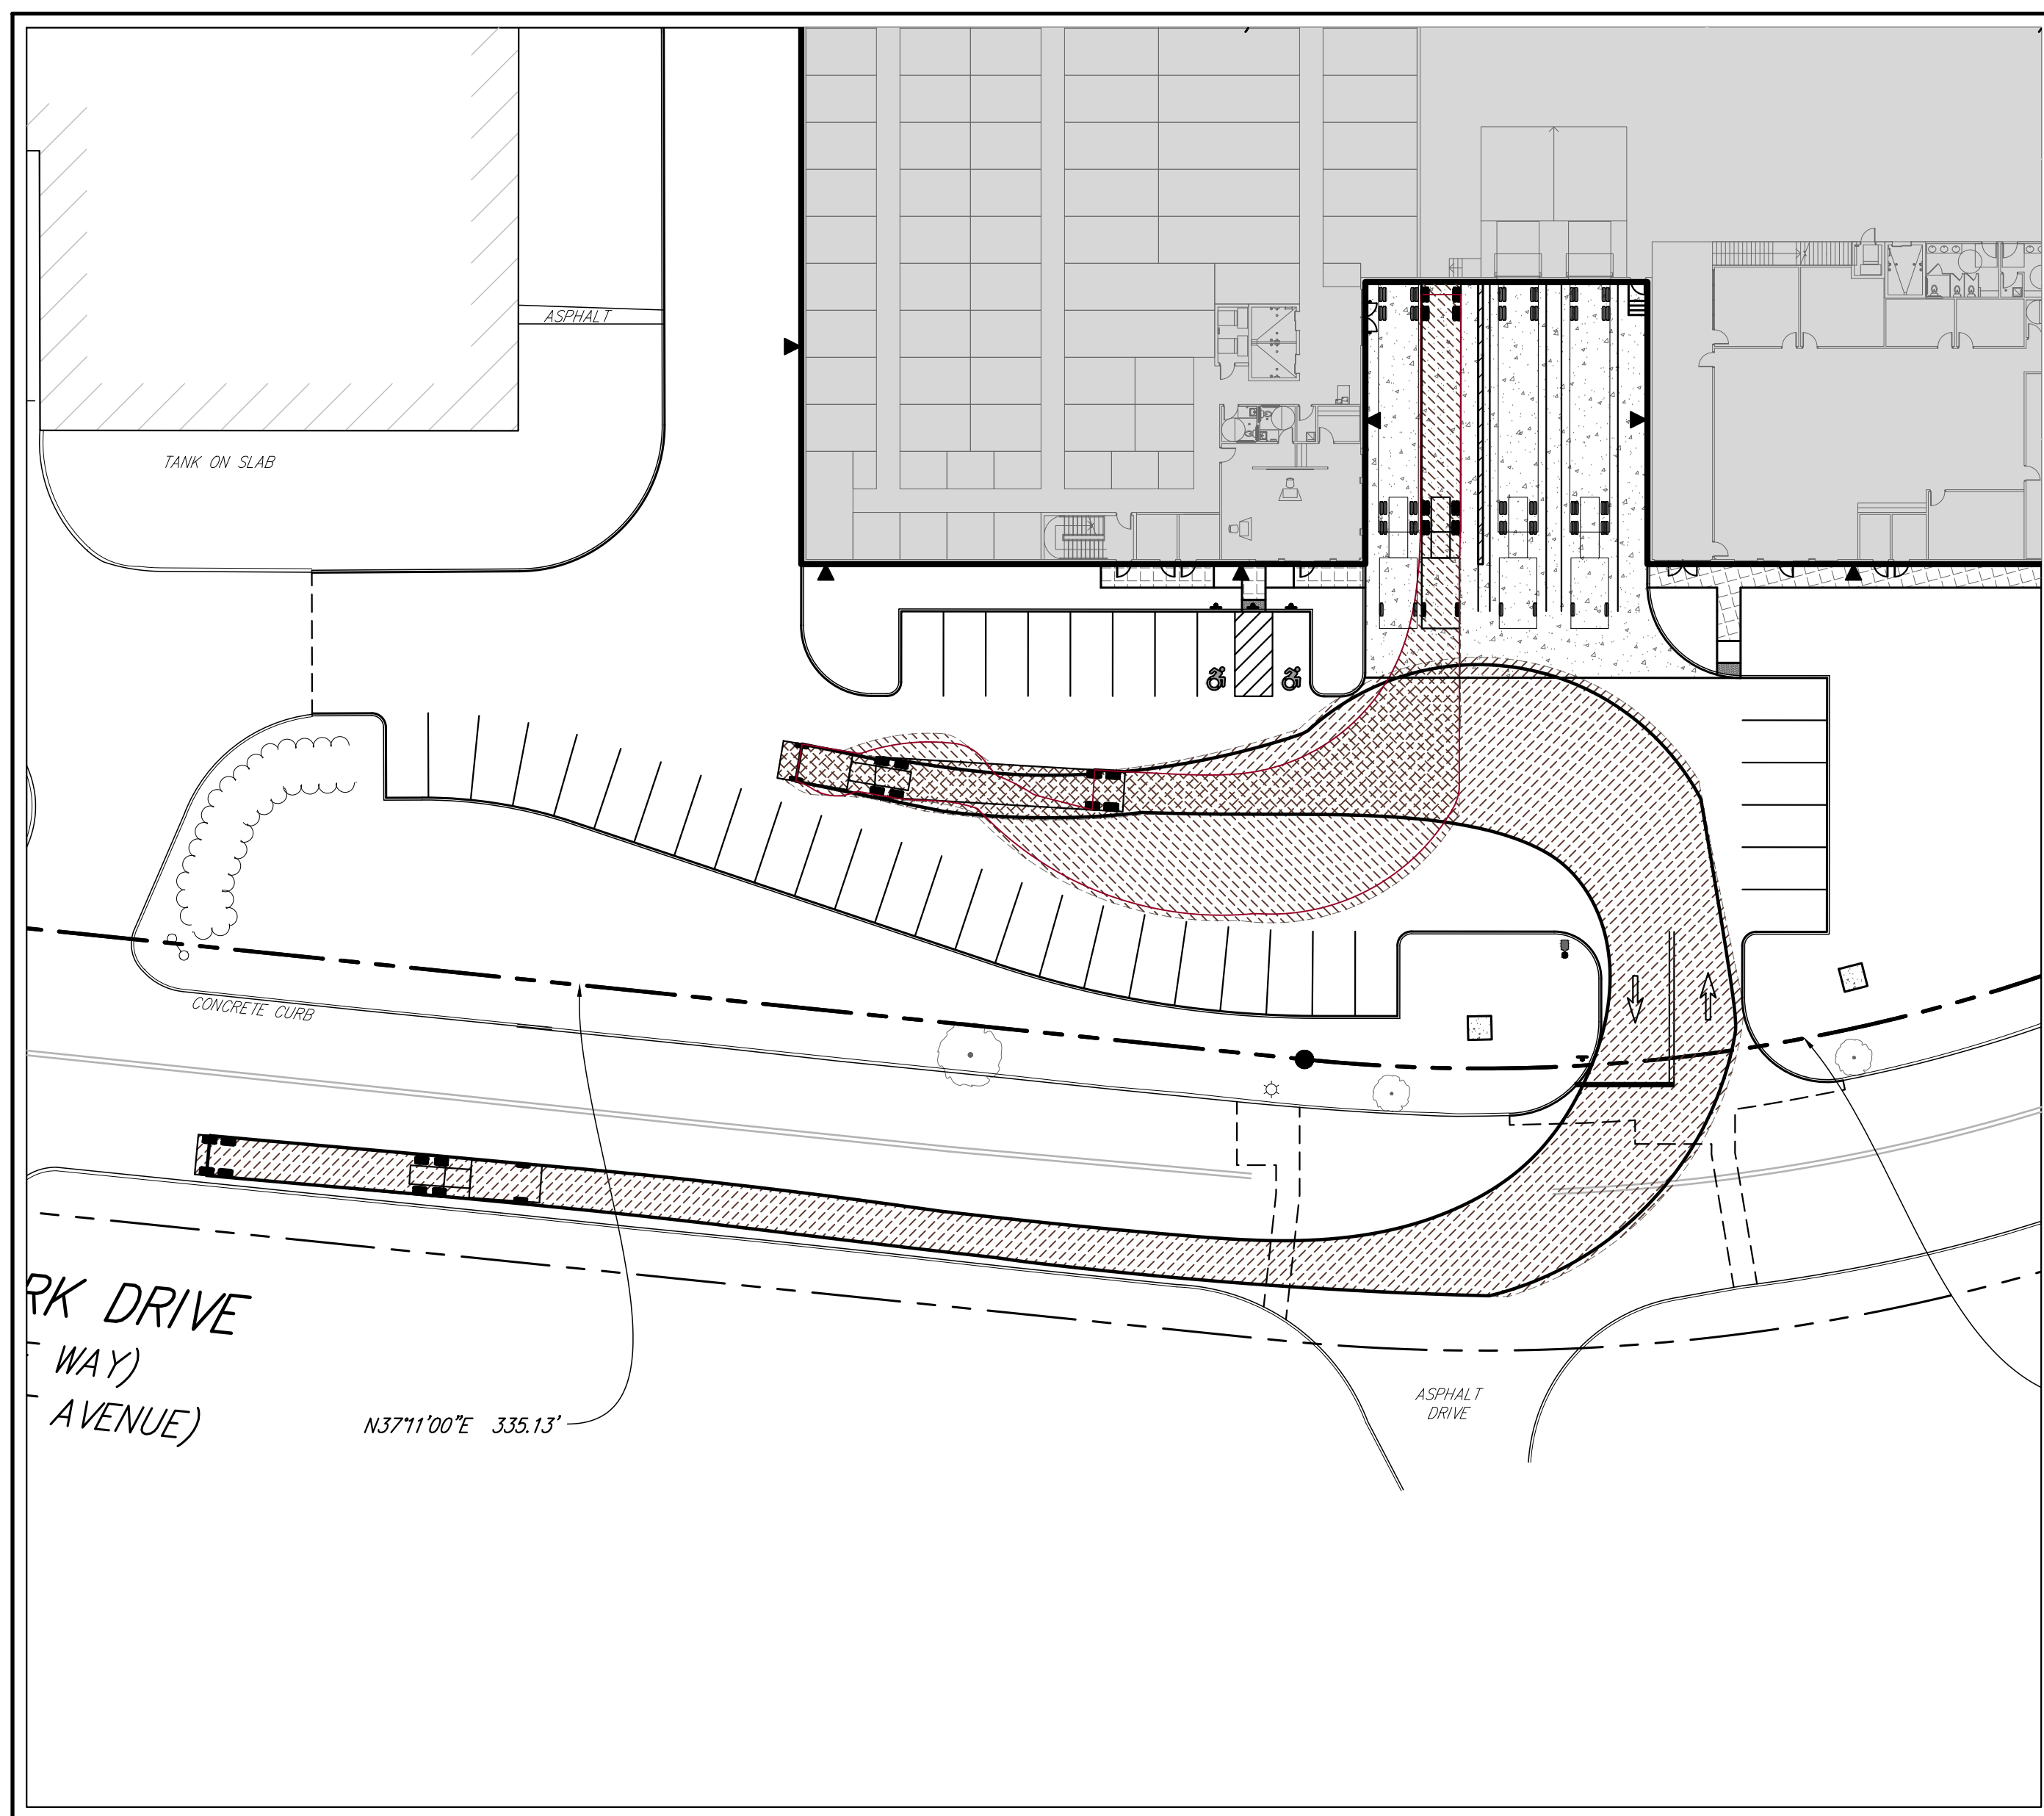 ASPHALT
TANK ON SLAB
CONCRETE CURB
RK DRIVE
WAY)
AVENUE)
N37°11'00"E 335.13'
ASPHALT
DRIVE